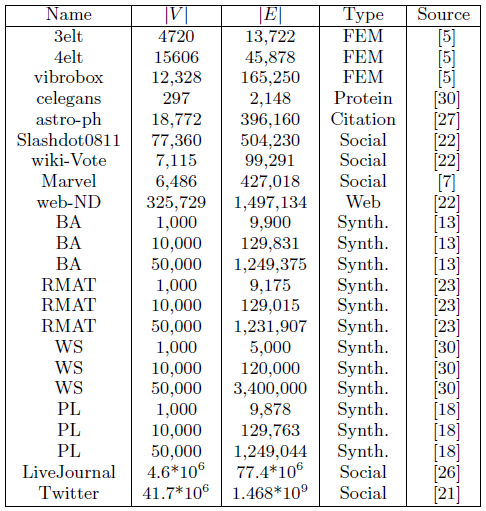 Name |V| |E| Type Source
3elt 4720 13,722 FEM [5]
4elt 15606 45,878 FEM [5]
vibrobox 12,328 165,250 FEM [5]
celegans 297 2,148 Protein [30]
astro-ph 18,772 396,160 Citation [27]
Slashdot0811 77,360 504,230 Social [22]
wiki-Vote 7,115 99,291 Social [22]
Marvel 6,486 427,018 Social [7]
web-ND 325,729 1,497,134 Web [22]
BA 1,000 9,900 Synth. [13]
BA 10,000 129,831 Synth. [13]
BA 50,000 1,249,375 Synth. [13]
RMAT 1,000 9,175 Synth. [23]
RMAT 10,000 129,015 Synth. [23]
RMAT 50,000 1,231,907 Synth. [23]
WS 1,000 5,000 Synth. [30]
WS 10,000 120,000 Synth. [30]
WS 50,000 3,400,000 Synth. [30]
PL 1,000 9,878 Synth. [18]
PL 10,000 129,763 Synth. [18]
PL 50,000 1,249,044 Synth. [18]
LiveJournal 4.6*10⁶ 77.4*10⁶ Social [26]
Twitter 41.7*10⁶ 1.468*10⁹ Social [21]